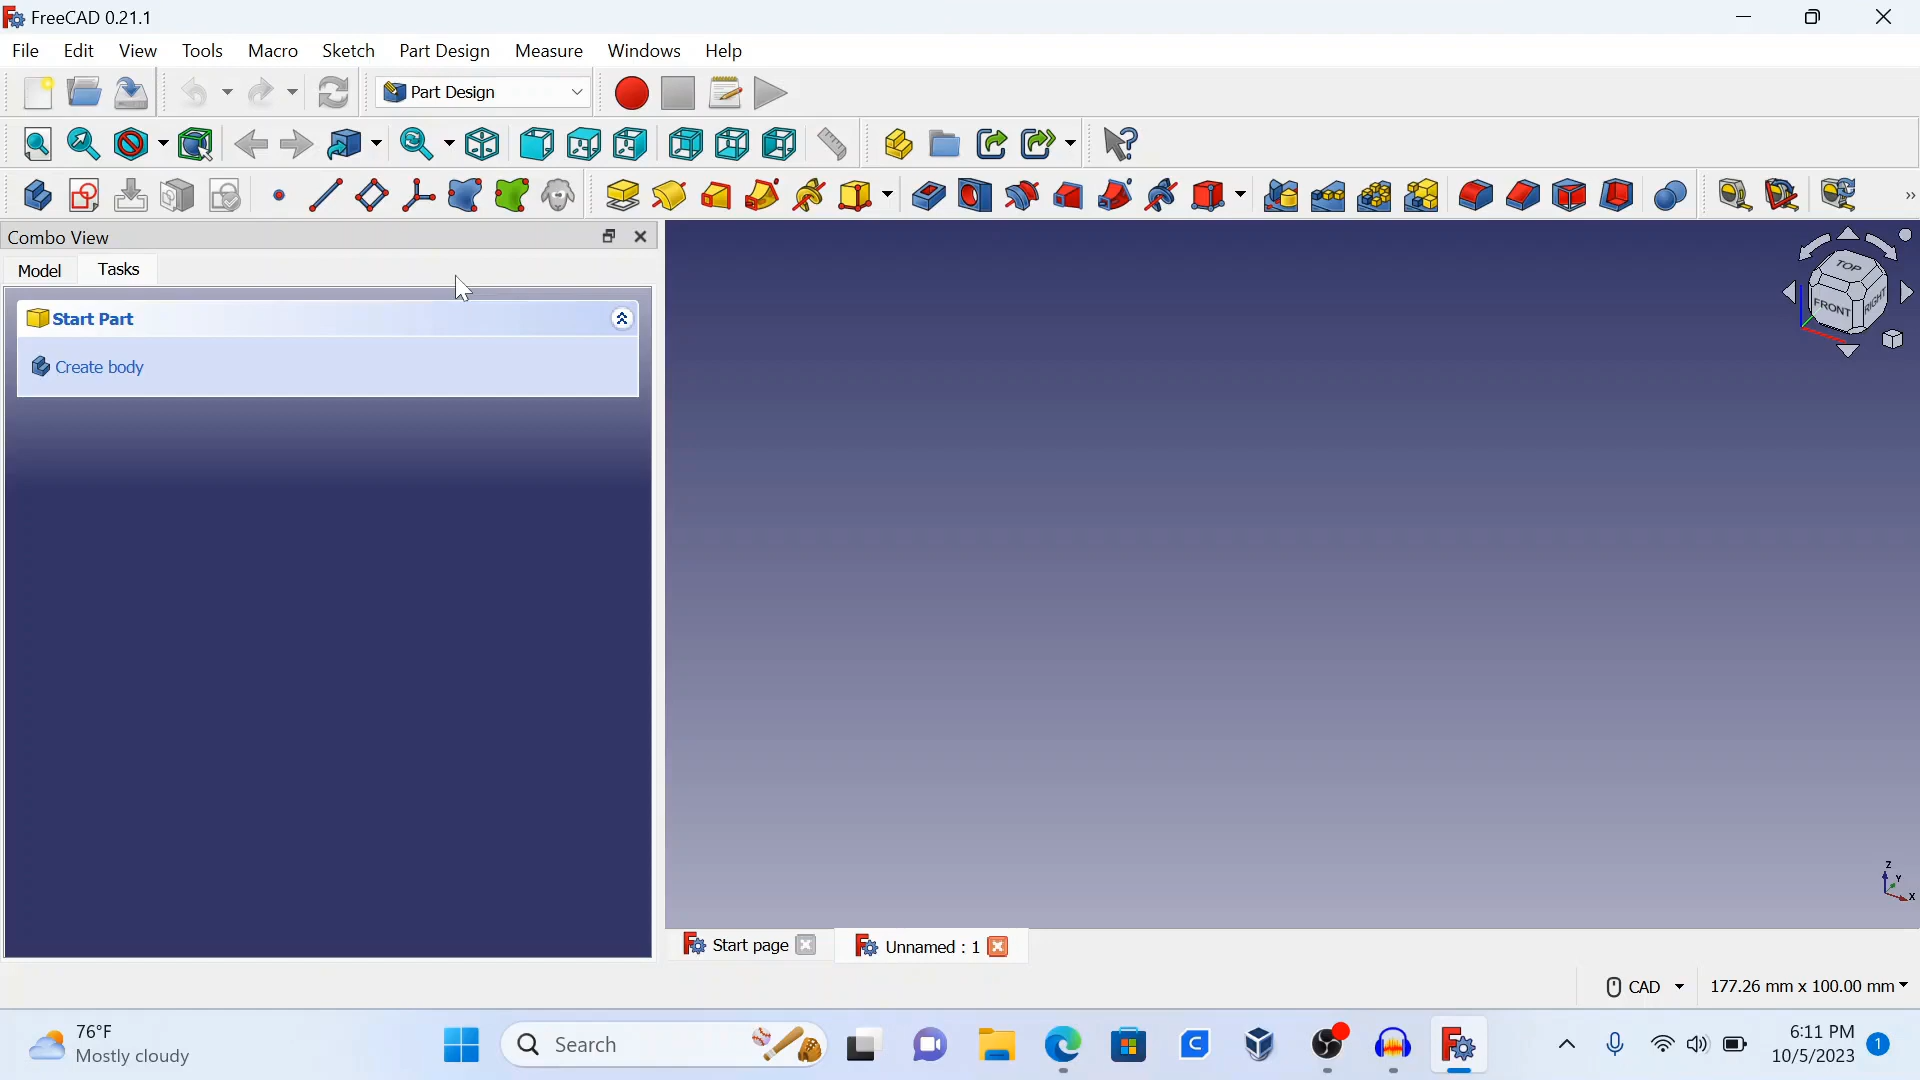 FreeCAD 0.21.1
File Edit View Tools Macro Sketch Part Design Measure Windows Help
Part Design
Combo View
Model Tasks
Start Part
Create body
TOP
FRONT
RIGHT
Z
Y
X
Start page
Unnamed : 1
CAD
177.26 mm x 100.00 mm
76°F
Mostly cloudy
Search
6:11 PM
10/5/2023
1